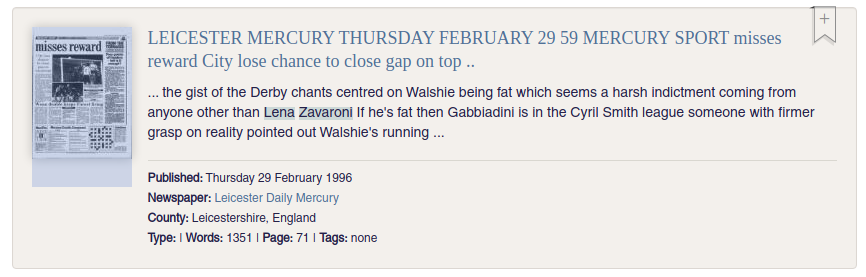 misses reward
LEICESTER MERCURY THURSDAY FEBRUARY 29 59 MERCURY SPORT misses
reward City lose chance to close gap on top ..
... the gist of the Derby chants centred on Walshie being fat which seems a harsh indictment coming from
anyone other than Lena Zavaroni If he's fat then Gabbiadini is in the Cyril Smith league someone with firmer
grasp on reality pointed out Walshie's running ...
Published: Thursday 29 February 1996
Newspaper: Leicester Daily Mercury
County: Leicestershire, England
Type: | Words: 1351 | Page: 71 | Tags: none